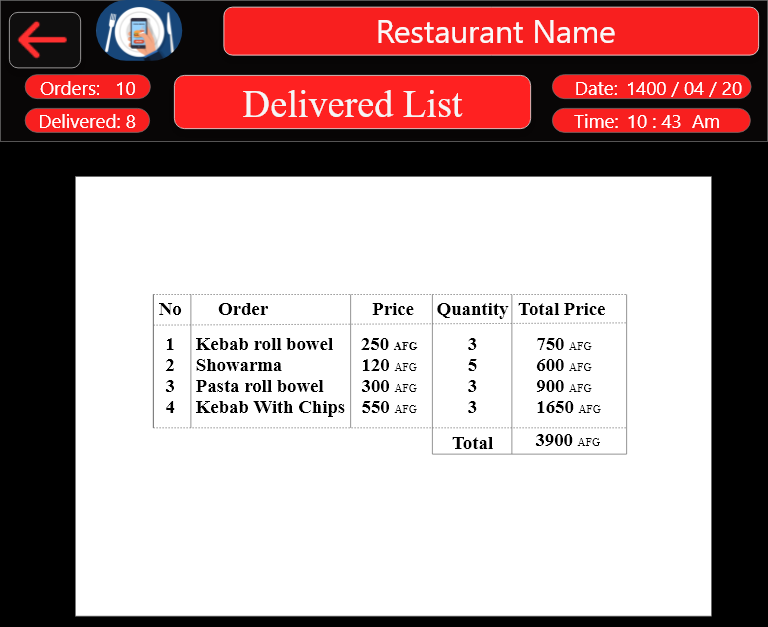 Restaurant Name
Orders: 10
Delivered: 8
Delivered List
Date: 1400 / 04 / 20
Time: 10 : 43 Am
No Order Price Quantity Total Price
1 Kebab roll bowel 250 AFG 3 750 AFG
2 Showarma 120 AFG 5 600 AFG
3 Pasta roll bowel 300 AFG 3 900 AFG
4 Kebab With Chips 550 AFG 3 1650 AFG
Total 3900 AFG